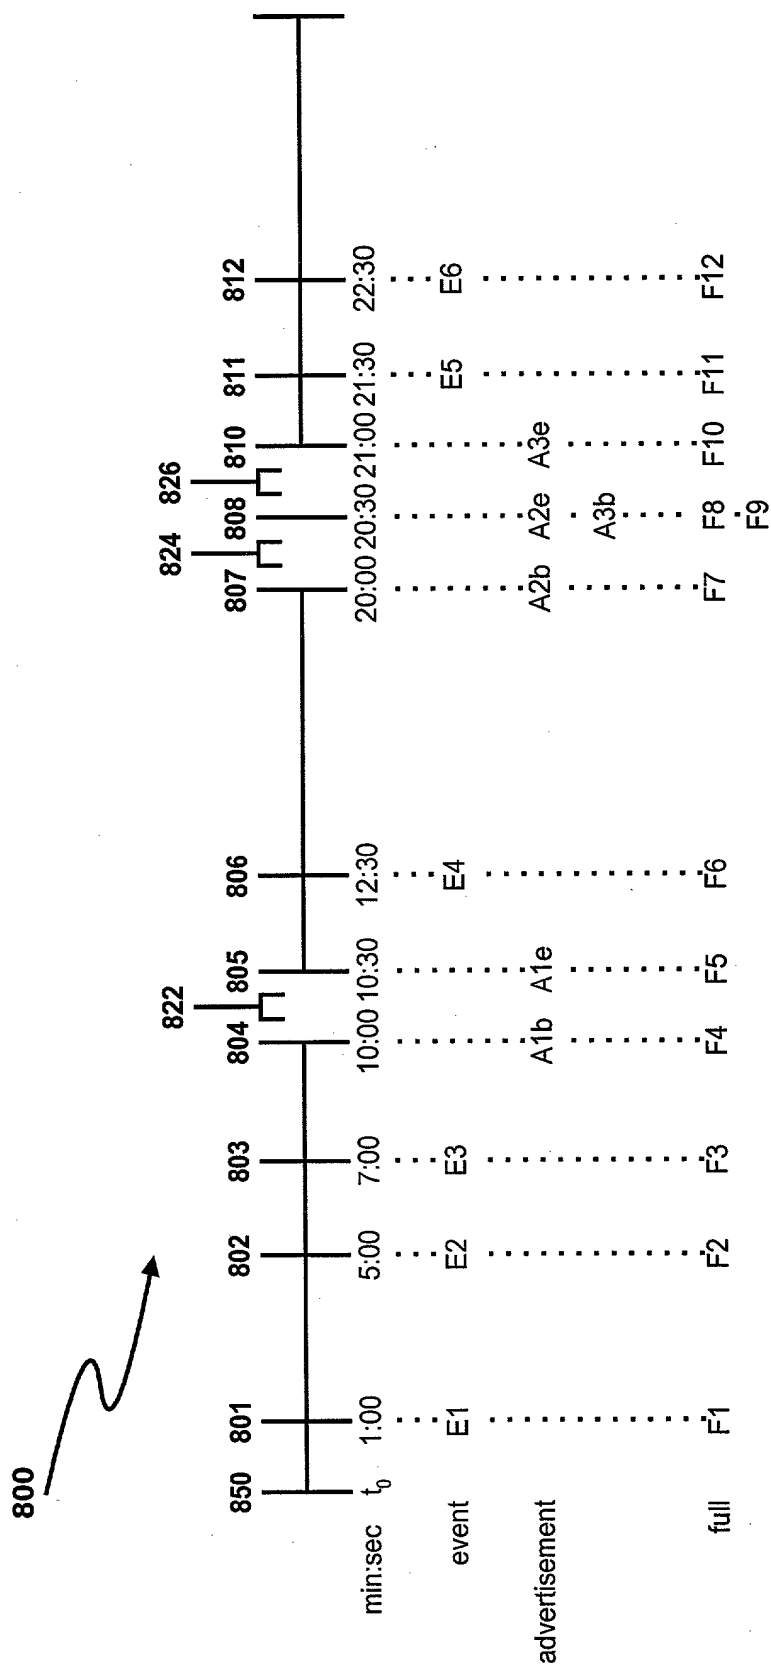 800
822 824 826
850 801 802 803 804 805 806 807 808 810 811 812
min:sec t0 1:00 5:00 7:00 10:00 10:30 12:30 20:00 20:30 21:00 21:30 22:30
event E1 E2 E3 E4 E5 E6
advertisement A1b A1e A2b A2e A3e
A3b
full F1 F2 F3 F4 F5 F6 F7 F8 F10 F11 F12
F9